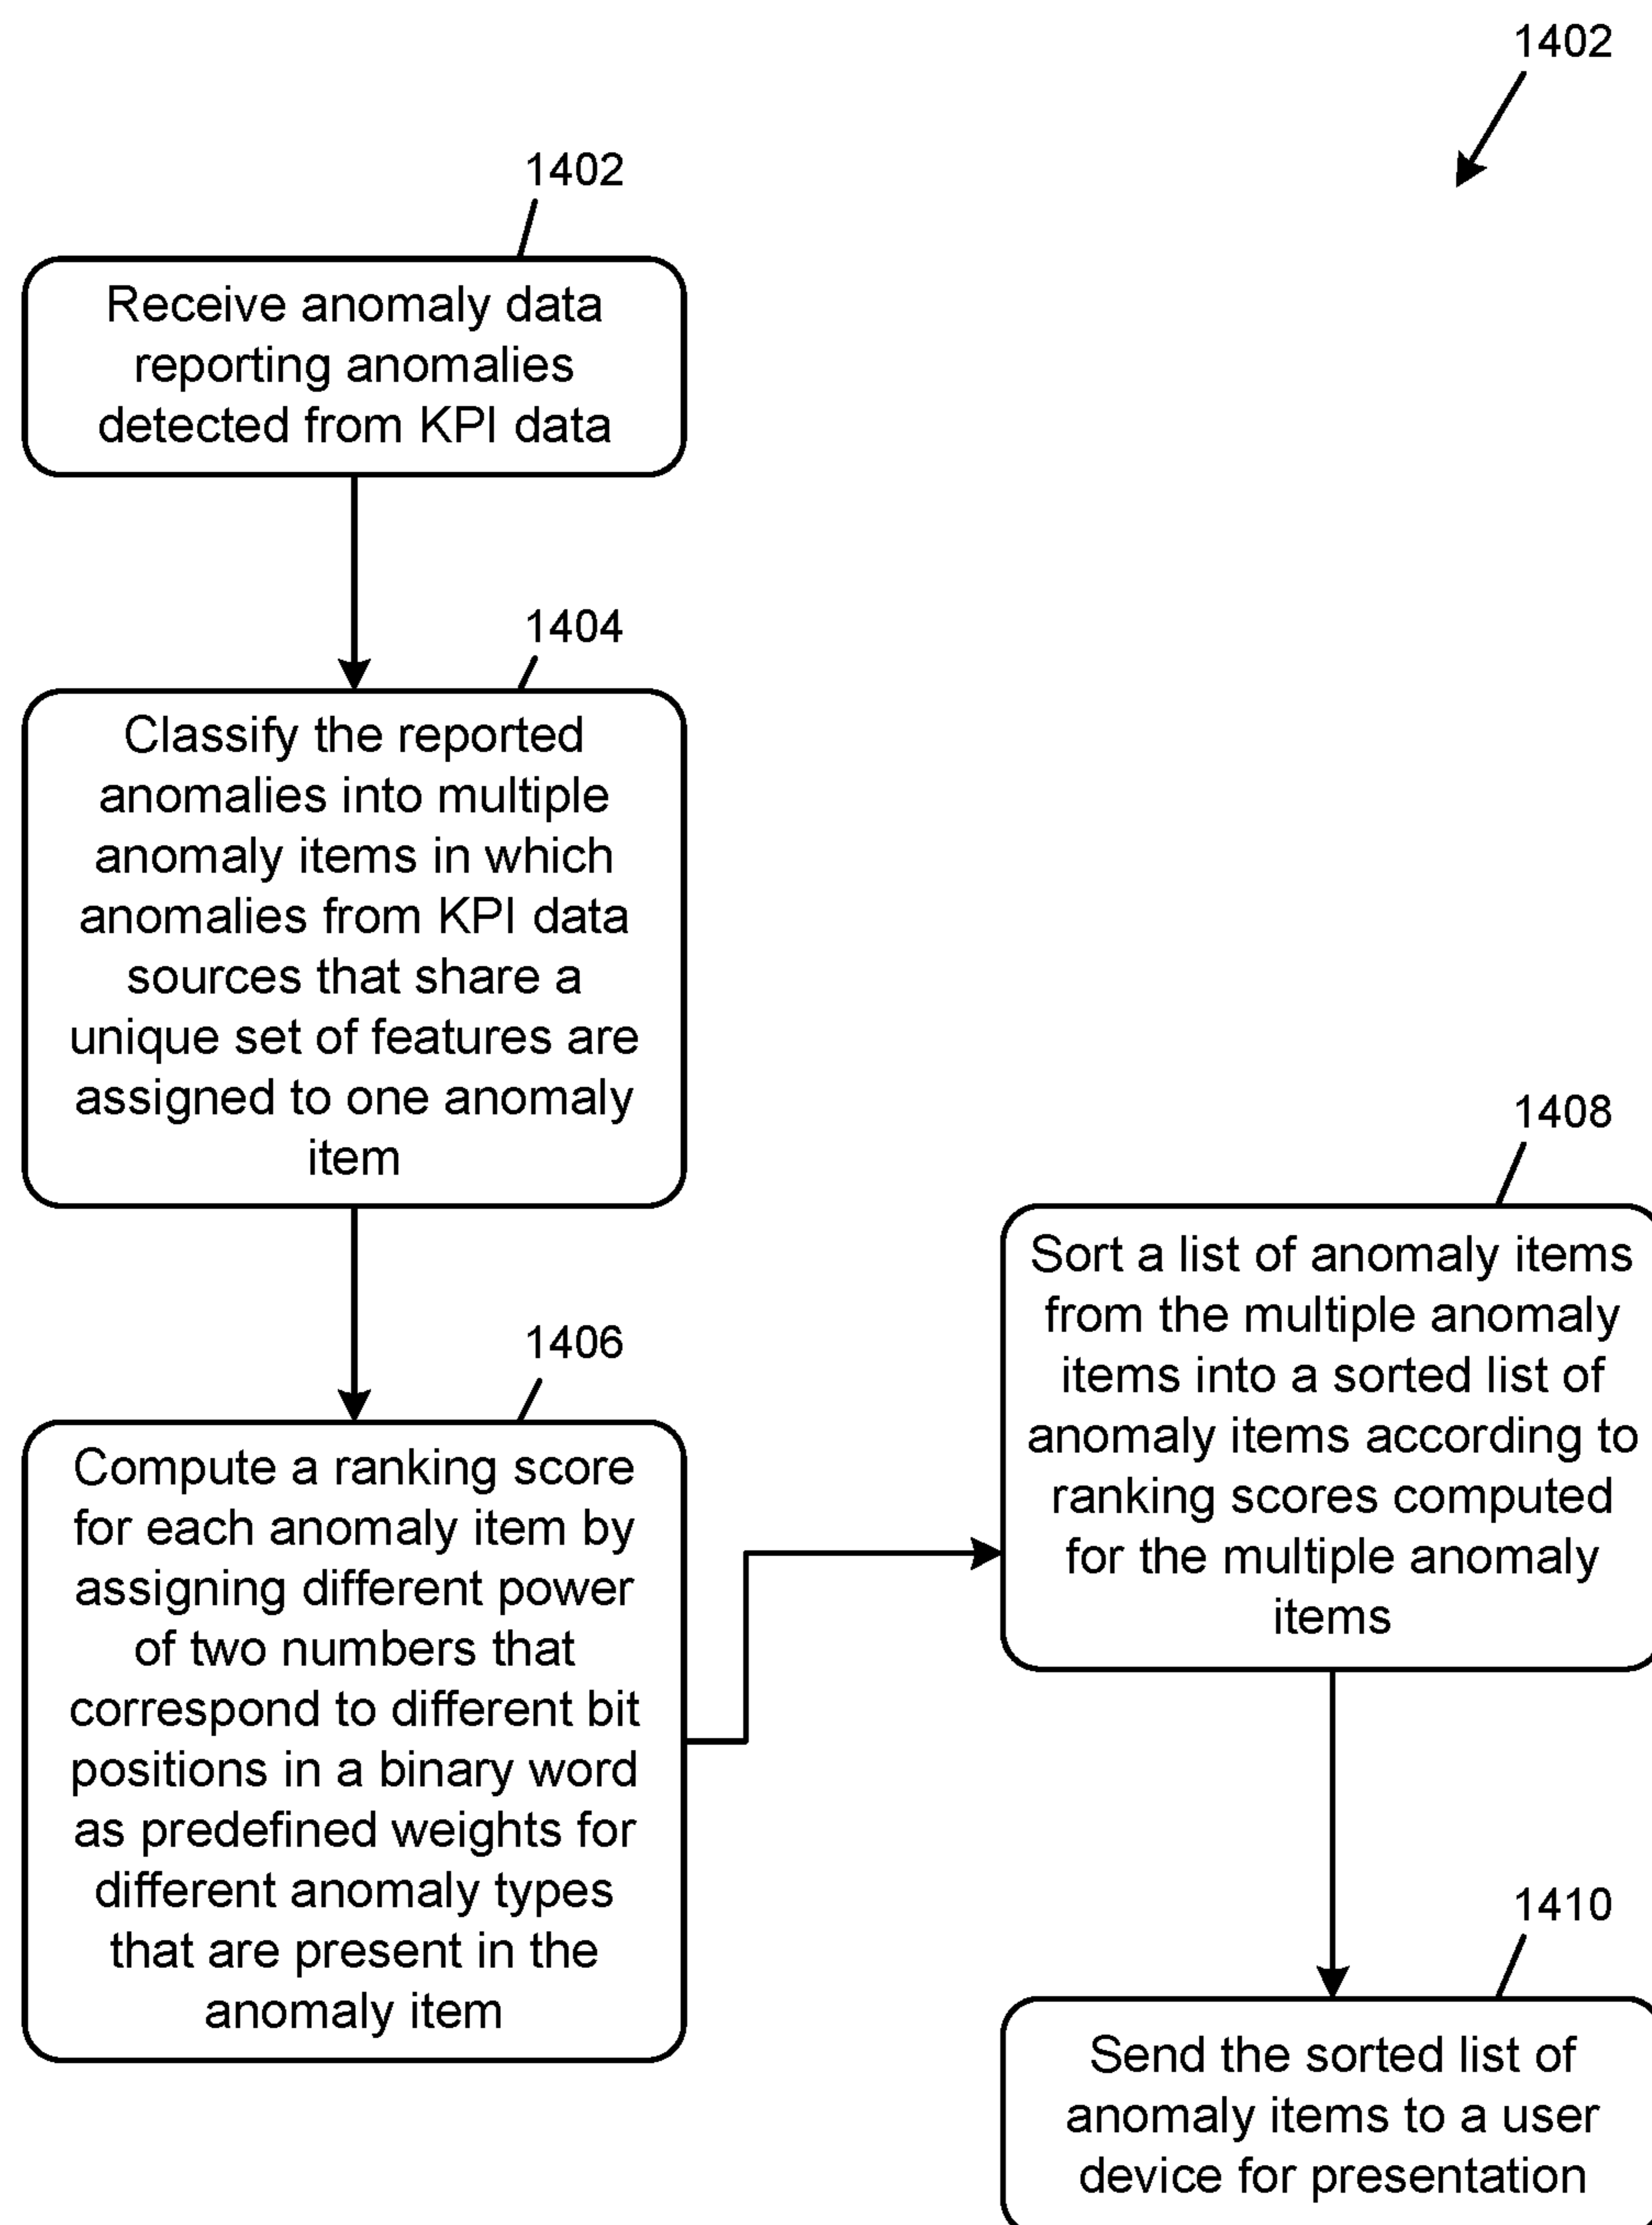 1402
1402
Receive anomaly data
reporting anomalies
detected from KPI data
1404
Classify the reported
anomalies into multiple
anomaly items in which
anomalies from KPI data
sources that share a
unique set of features are
assigned to one anomaly
item
1406
Compute a ranking score
for each anomaly item by
assigning different power
of two numbers that
correspond to different bit
positions in a binary word
as predefined weights for
different anomaly types
that are present in the
anomaly item
1408
Sort a list of anomaly items
from the multiple anomaly
items into a sorted list of
anomaly items according to
ranking scores computed
for the multiple anomaly
items
1410
Send the sorted list of
anomaly items to a user
device for presentation